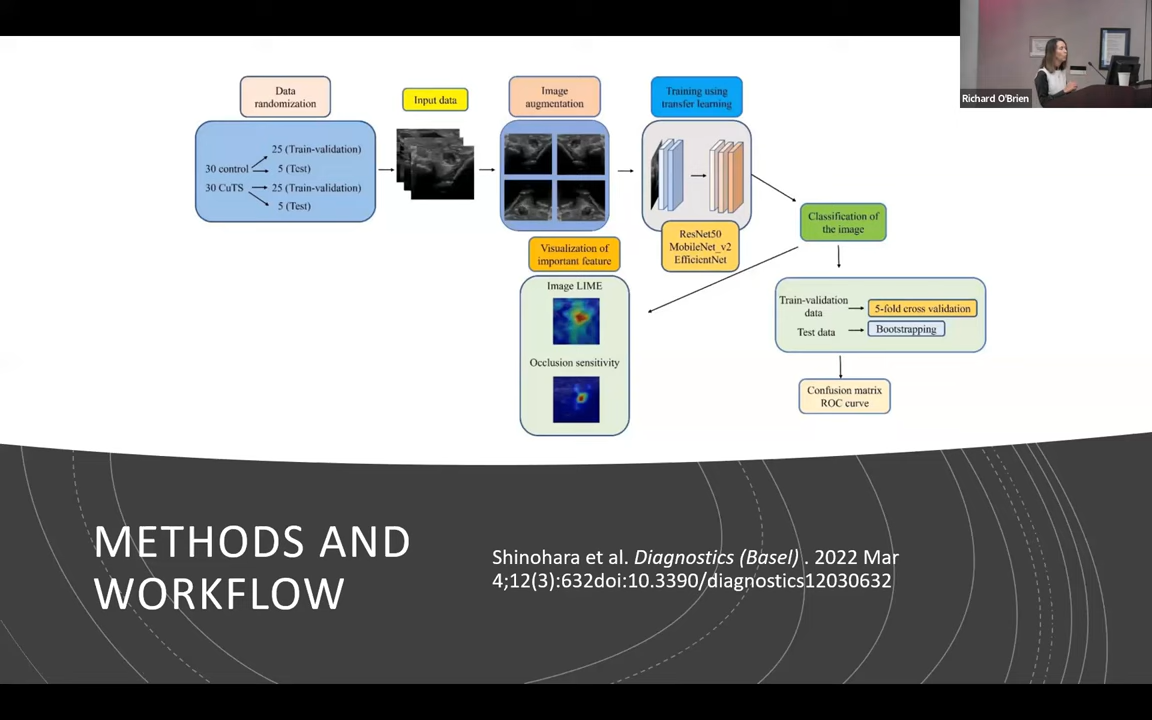 Data
randomization
30 control
25 (Train-validation)
5 (Test)
30 CuTS
25 (Train-validation)
5 (Test)
Input data
Image
augmentation
Training using
transfer learning
ResNet50
MobileNet_v2
EfficientNet
Classification of
the image
Visualization of
important feature
Image LIME
Occlusion sensitivity
Train-validation
data
5-fold cross validation
Test data
Bootstrapping
Confusion matrix
ROC curve
Richard O'Brien
METHODS AND
WORKFLOW
Shinohara et al. Diagnostics (Basel) . 2022 Mar
4;12(3):632doi:10.3390/diagnostics12030632